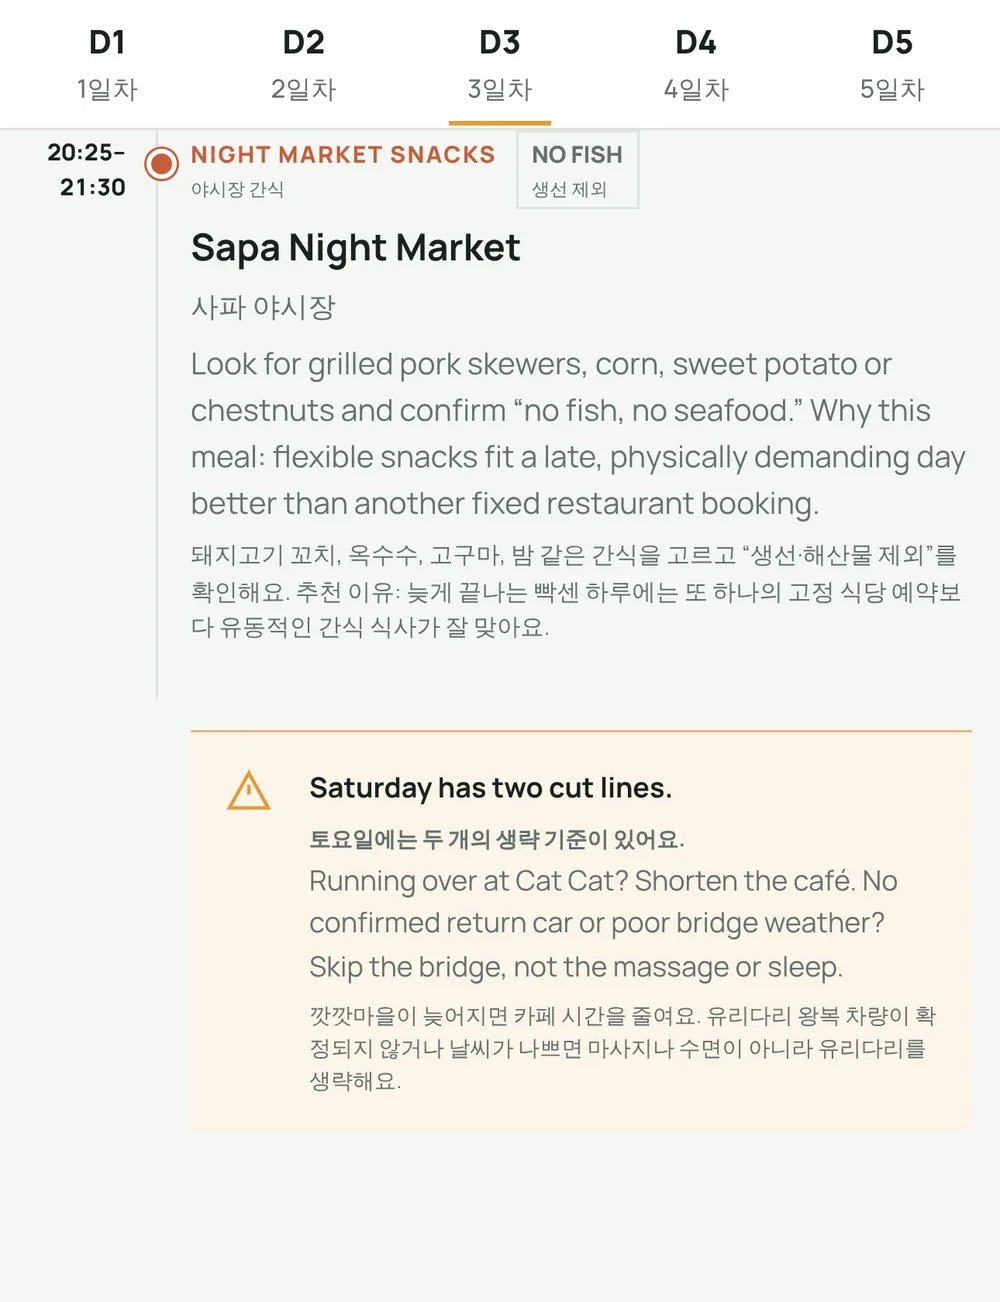 D1
1일차
D2
2일차
D3
3일차
D4
4일차
D5
5일차
20:25–
21:30
NIGHT MARKET SNACKS
야시장 간식
NO FISH
생선 제외
Sapa Night Market
사파 야시장
Look for grilled pork skewers, corn, sweet potato or
chestnuts and confirm “no fish, no seafood.” Why this
meal: flexible snacks fit a late, physically demanding day
better than another fixed restaurant booking.
돼지고기 꼬치, 옥수수, 고구마, 밤 같은 간식을 고르고 “생선·해산물 제외”를
확인해요. 추천 이유: 늦게 끝나는 빡센 하루에는 또 하나의 고정 식당 예약보
다 유동적인 간식 식사가 잘 맞아요.
Saturday has two cut lines.
토요일에는 두 개의 생략 기준이 있어요.
Running over at Cat Cat? Shorten the café. No
confirmed return car or poor bridge weather?
Skip the bridge, not the massage or sleep.
깟깟마을이 늦어지면 카페 시간을 줄여요. 유리다리 왕복 차량이 확
정되지 않거나 날씨가 나쁘면 마사지나 수면이 아니라 유리다리를
생략해요.